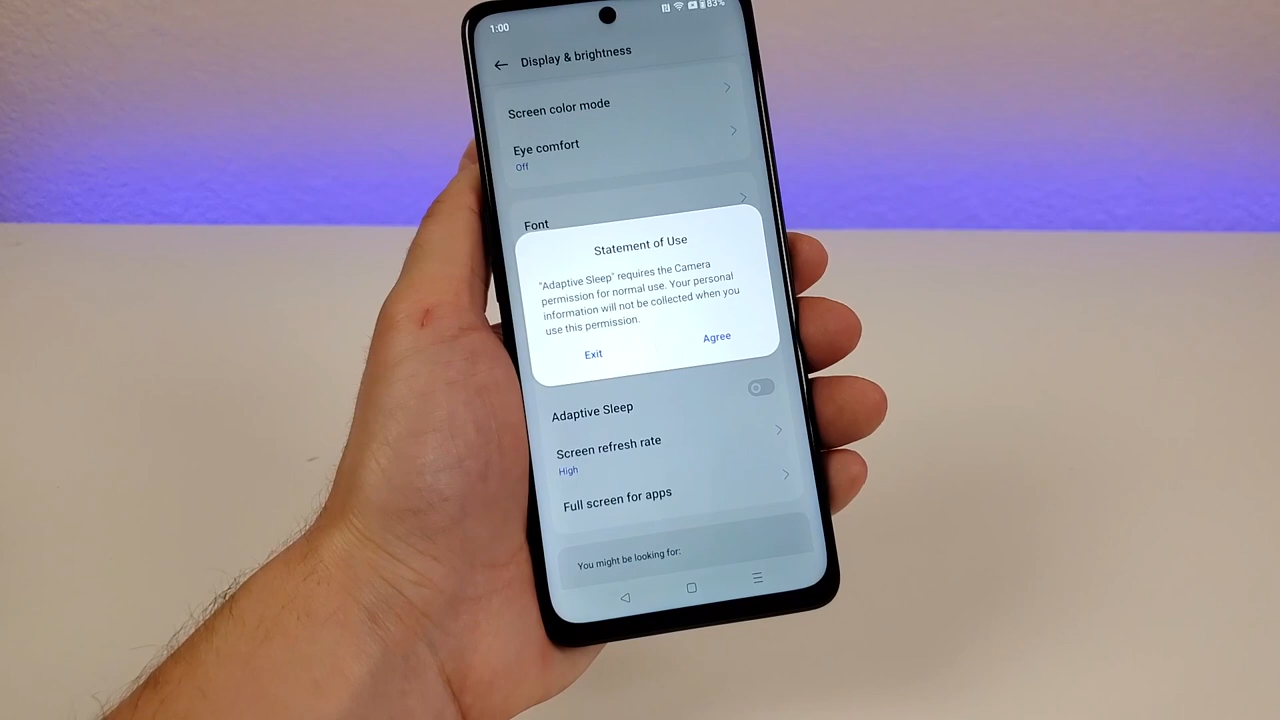 1:00
83%
Display & brightness
Screen color mode
Eye comfort
Off
Font
Statement of Use
"Adaptive Sleep" requires the Camera
permission for normal use. Your personal
information will not be collected when you
use this permission.
Exit
Agree
Adaptive Sleep
Screen refresh rate
High
Full screen for apps
You might be looking for: